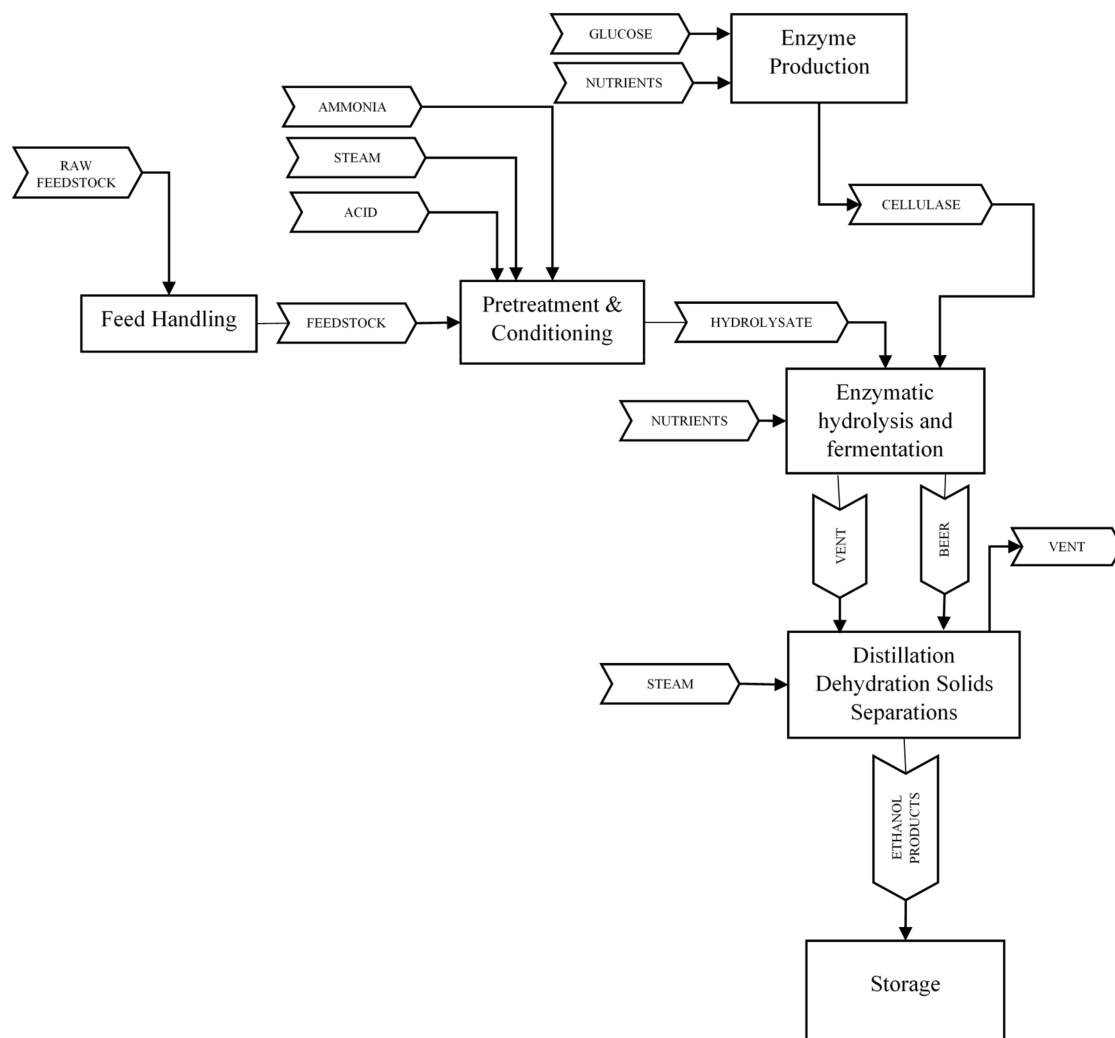 GLUCOSE
Enzyme
Production
NUTRIENTS
AMMONIA
STEAM
RAW
FEEDSTOCK
ACID
CELLULASE
Feed Handling
FEEDSTOCK
Pretreatment &
Conditioning
HYDROLYSATE
NUTRIENTS
Enzymatic
hydrolysis and
fermentation
VENT
BEER
VENT
STEAM
Distillation
Dehydration Solids
Separations
ETHANOL
PRODUCTS
Storage